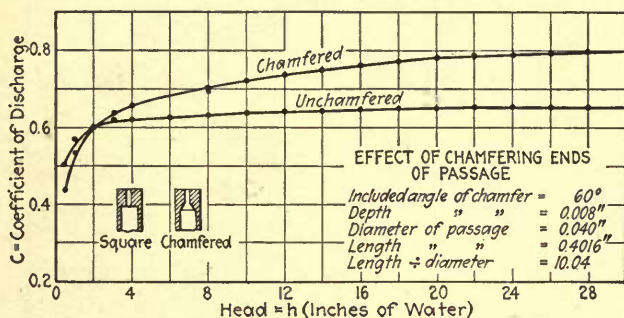 C=Coefficient of Discharge
0.8
0.6
0.4
0.2
Chamfered
Unchamfered
EFFECT OF CHAMFERING ENDS
OF PASSAGE
Included angle of chamfer = 60°
Depth " " = 0.008"
Diameter of passage = 0.040"
Length " " = 0.4016"
Length ÷ diameter = 10.04
Square Chamfered
0 4 8 12 16 20 24 28
Head = h (Inches of Water)